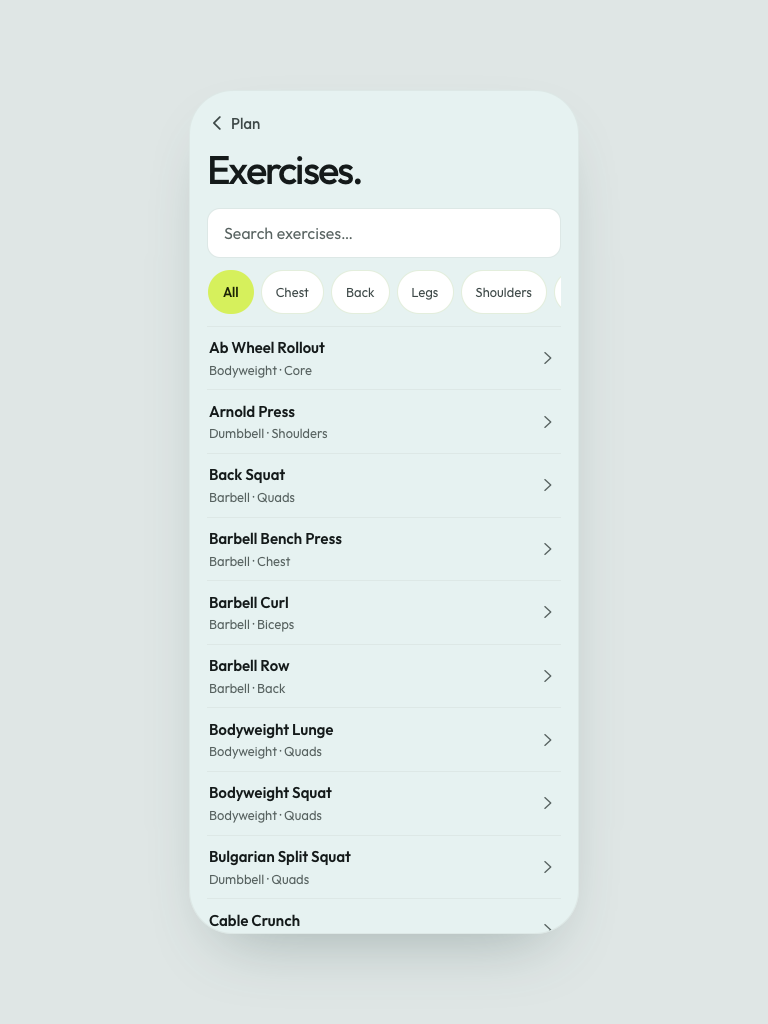 Plan
Exercises.
Search exercises...
All
Chest
Back
Legs
Shoulders
Ab Wheel Rollout
Bodyweight · Core
Arnold Press
Dumbbell · Shoulders
Back Squat
Barbell · Quads
Barbell Bench Press
Barbell · Chest
Barbell Curl
Barbell · Biceps
Barbell Row
Barbell · Back
Bodyweight Lunge
Bodyweight · Quads
Bodyweight Squat
Bodyweight · Quads
Bulgarian Split Squat
Dumbbell · Quads
Cable Crunch